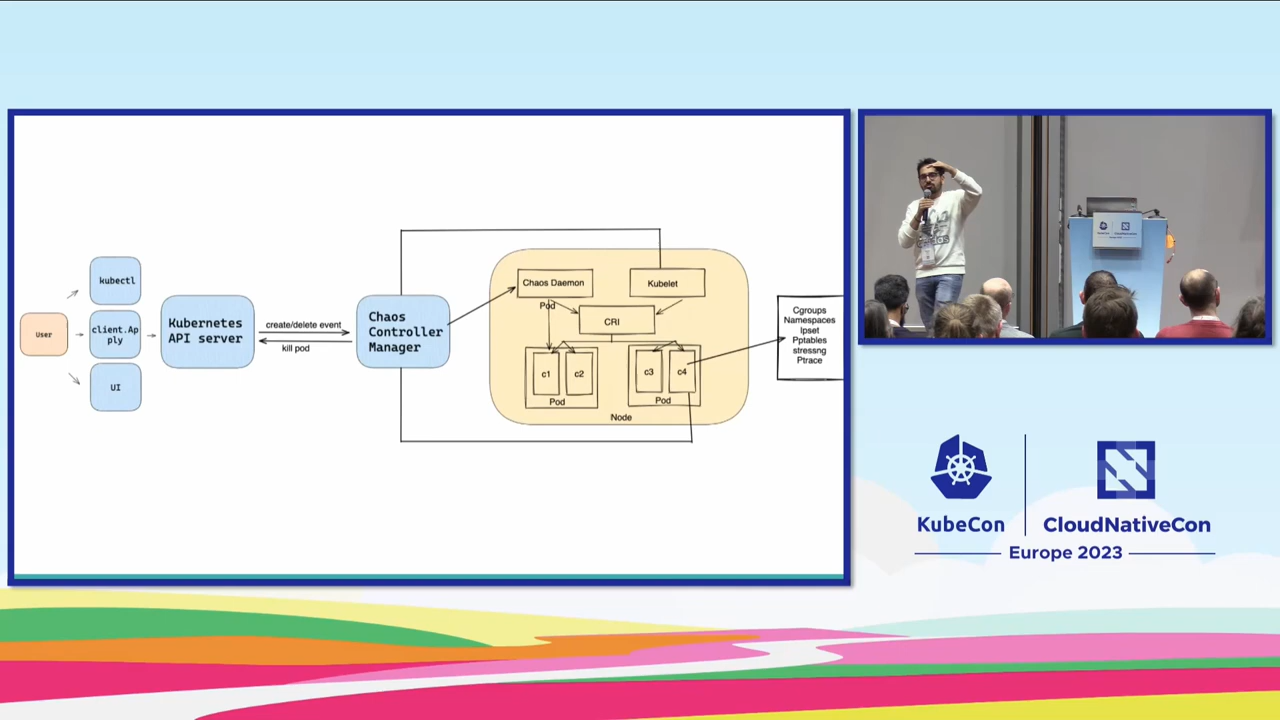 User
kubectl
client.Ap
ply
UI
Kubernetes
API server
create/delete event
kill pod
Chaos
Controller
Manager
Chaos Daemon
Kubelet
Pod
CRI
c1
c2
c3
c4
Pod
Pod
Node
Cgroups
Namespaces
Ipset
Pptables
stressng
Ptrace
KubeCon
CloudNativeCon
Europe 2023